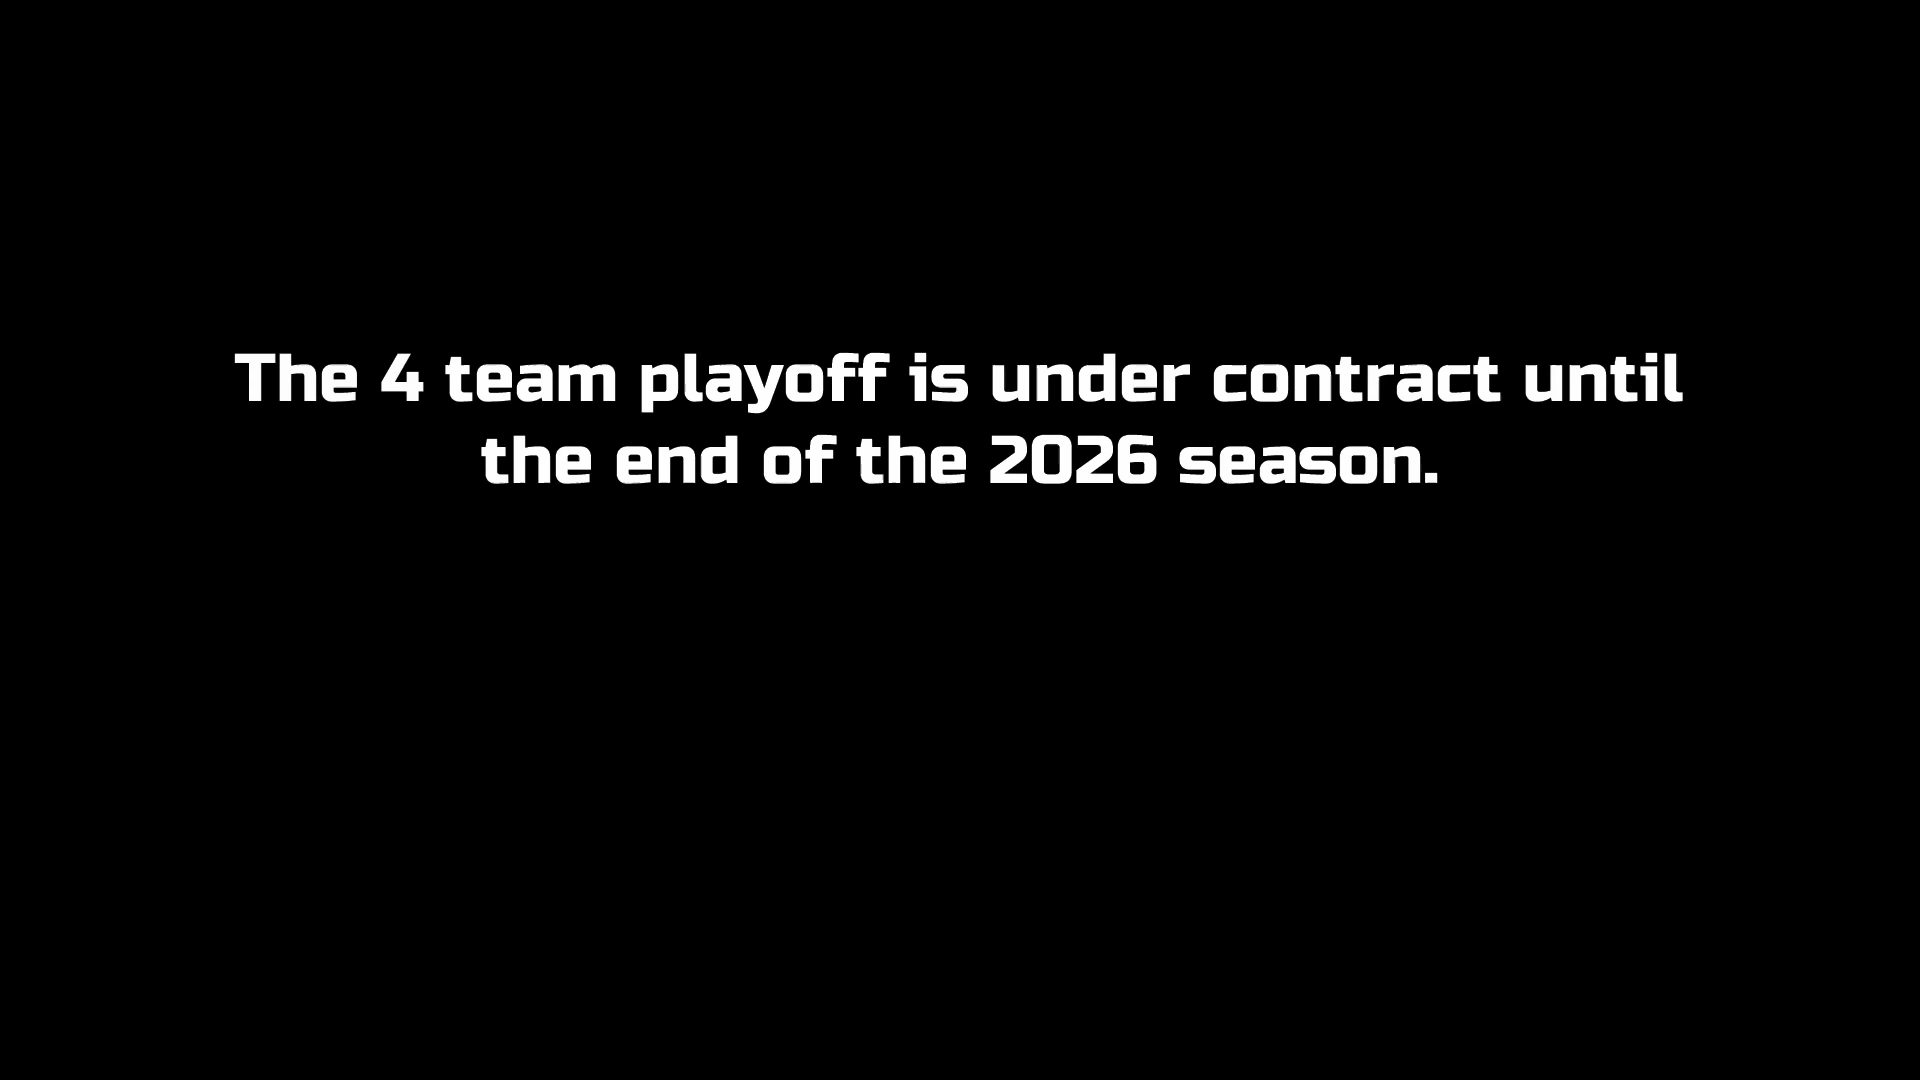 The 4 team playoff is under contract until
the end of the 2026 season.